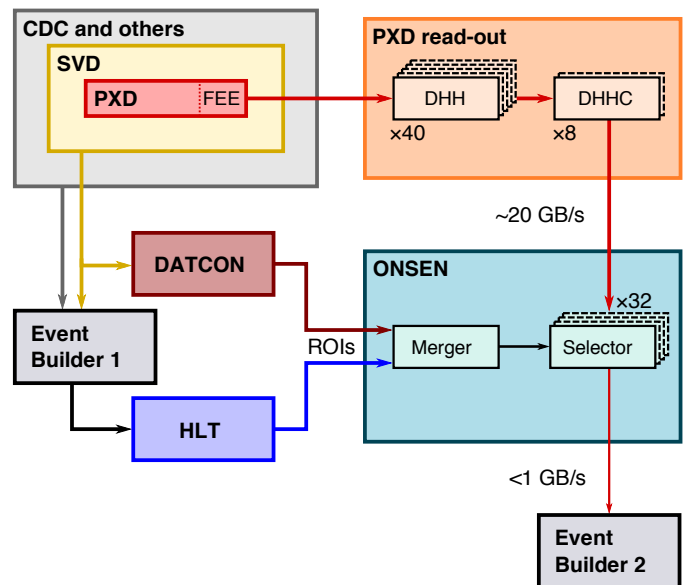 CDC and others
SVD
PXD
FEE
PXD read-out
DHH
×40
DHHC
×8
~20 GB/s
DATCON
ONSEN
×32
Event
Builder 1
ROIs
Merger
Selector
HLT
<1 GB/s
Event
Builder 2